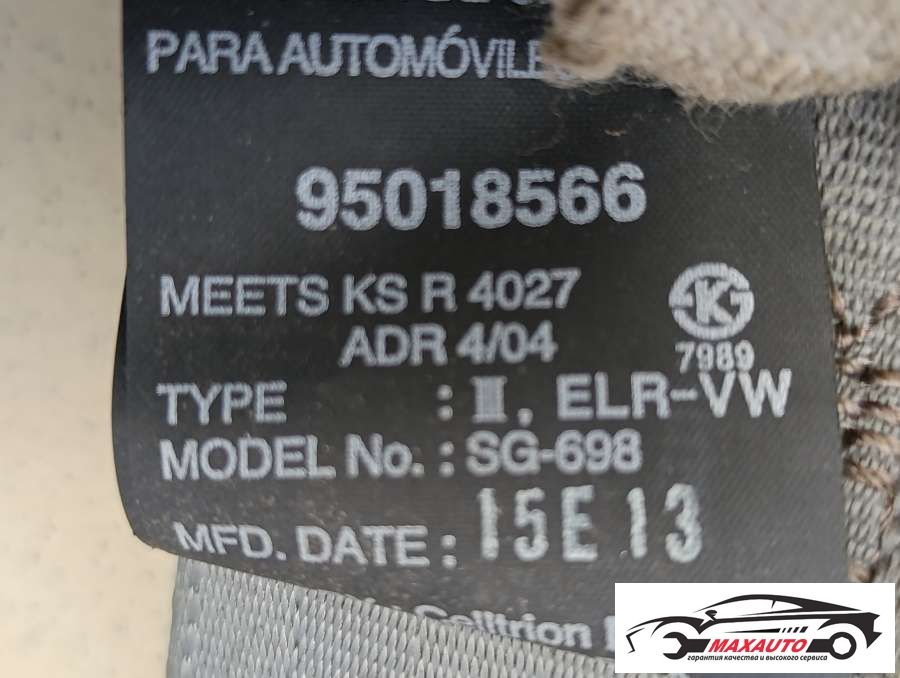 PARA AUTOMÓVILE
95018566
MEETS KS R 4027
ADR 4/04
K
7989
TYPE : III, ELR-VW
MODEL No. : SG-698
MFD. DATE : 15E13
Celltrion
MAXAUTO
гарантия качества и высокого сервиса